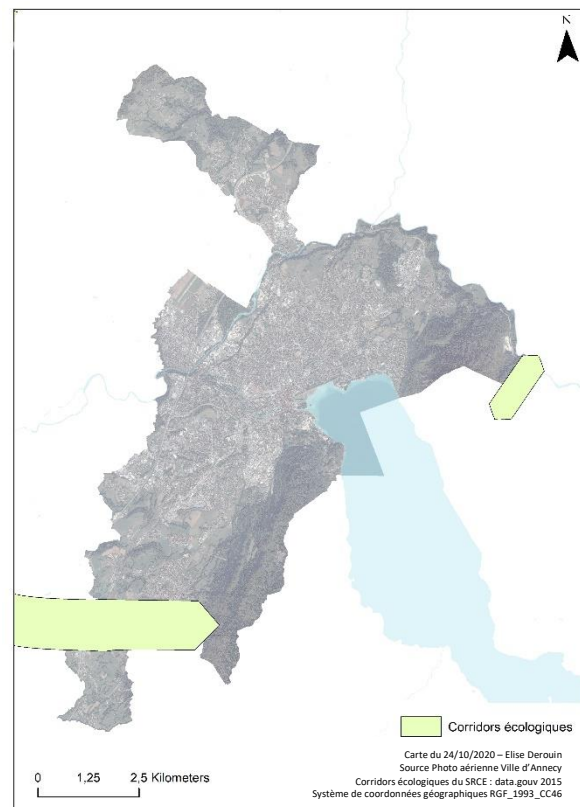 N
Corridors écologiques
Carte du 24/10/2020 – Elise Derouin
Source Photo aérienne Ville d'Annecy
Corridors écologiques du SRCE : data.gouv 2015
Système de coordonnées géographiques RGF_1993_CC46
0 1,25 2,5 Kilometers